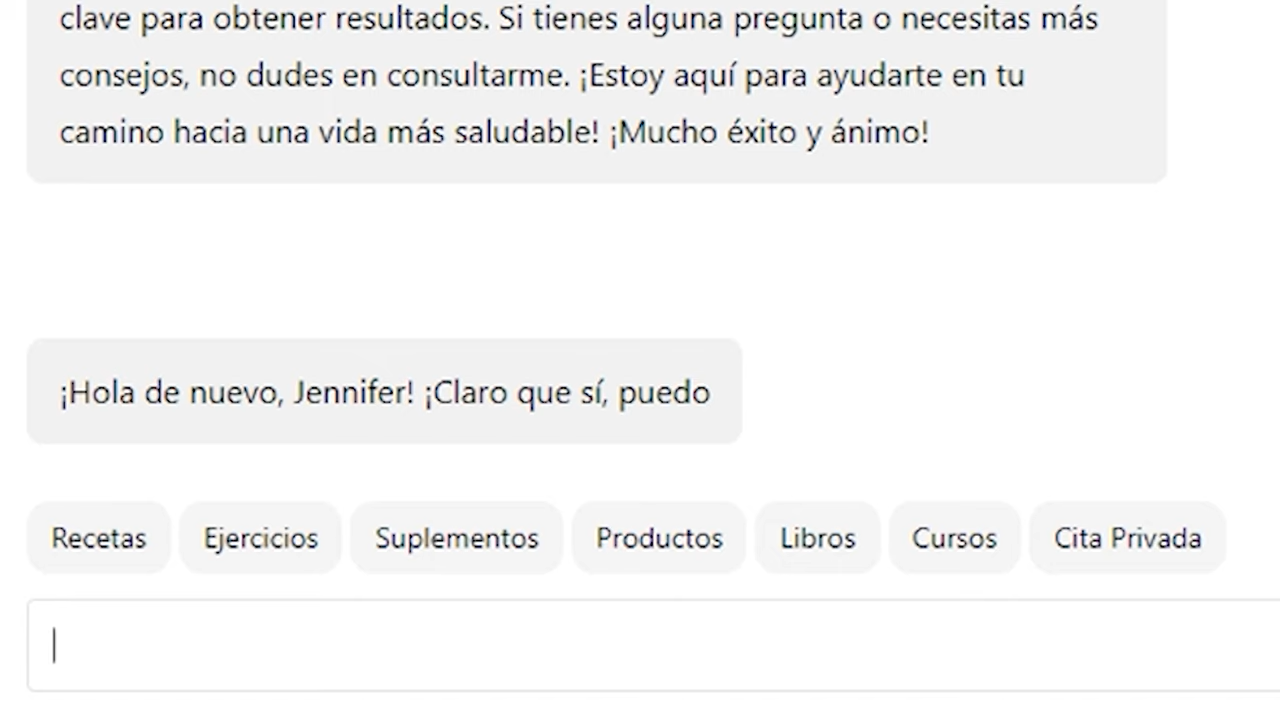 clave para obtener resultados. Si tienes alguna pregunta o necesitas más
consejos, no dudes en consultarme. ¡Estoy aquí para ayudarte en tu
camino hacia una vida más saludable! ¡Mucho éxito y ánimo!
¡Hola de nuevo, Jennifer! ¡Claro que sí, puedo
Recetas Ejercicios Suplementos Productos Libros Cursos Cita Privada